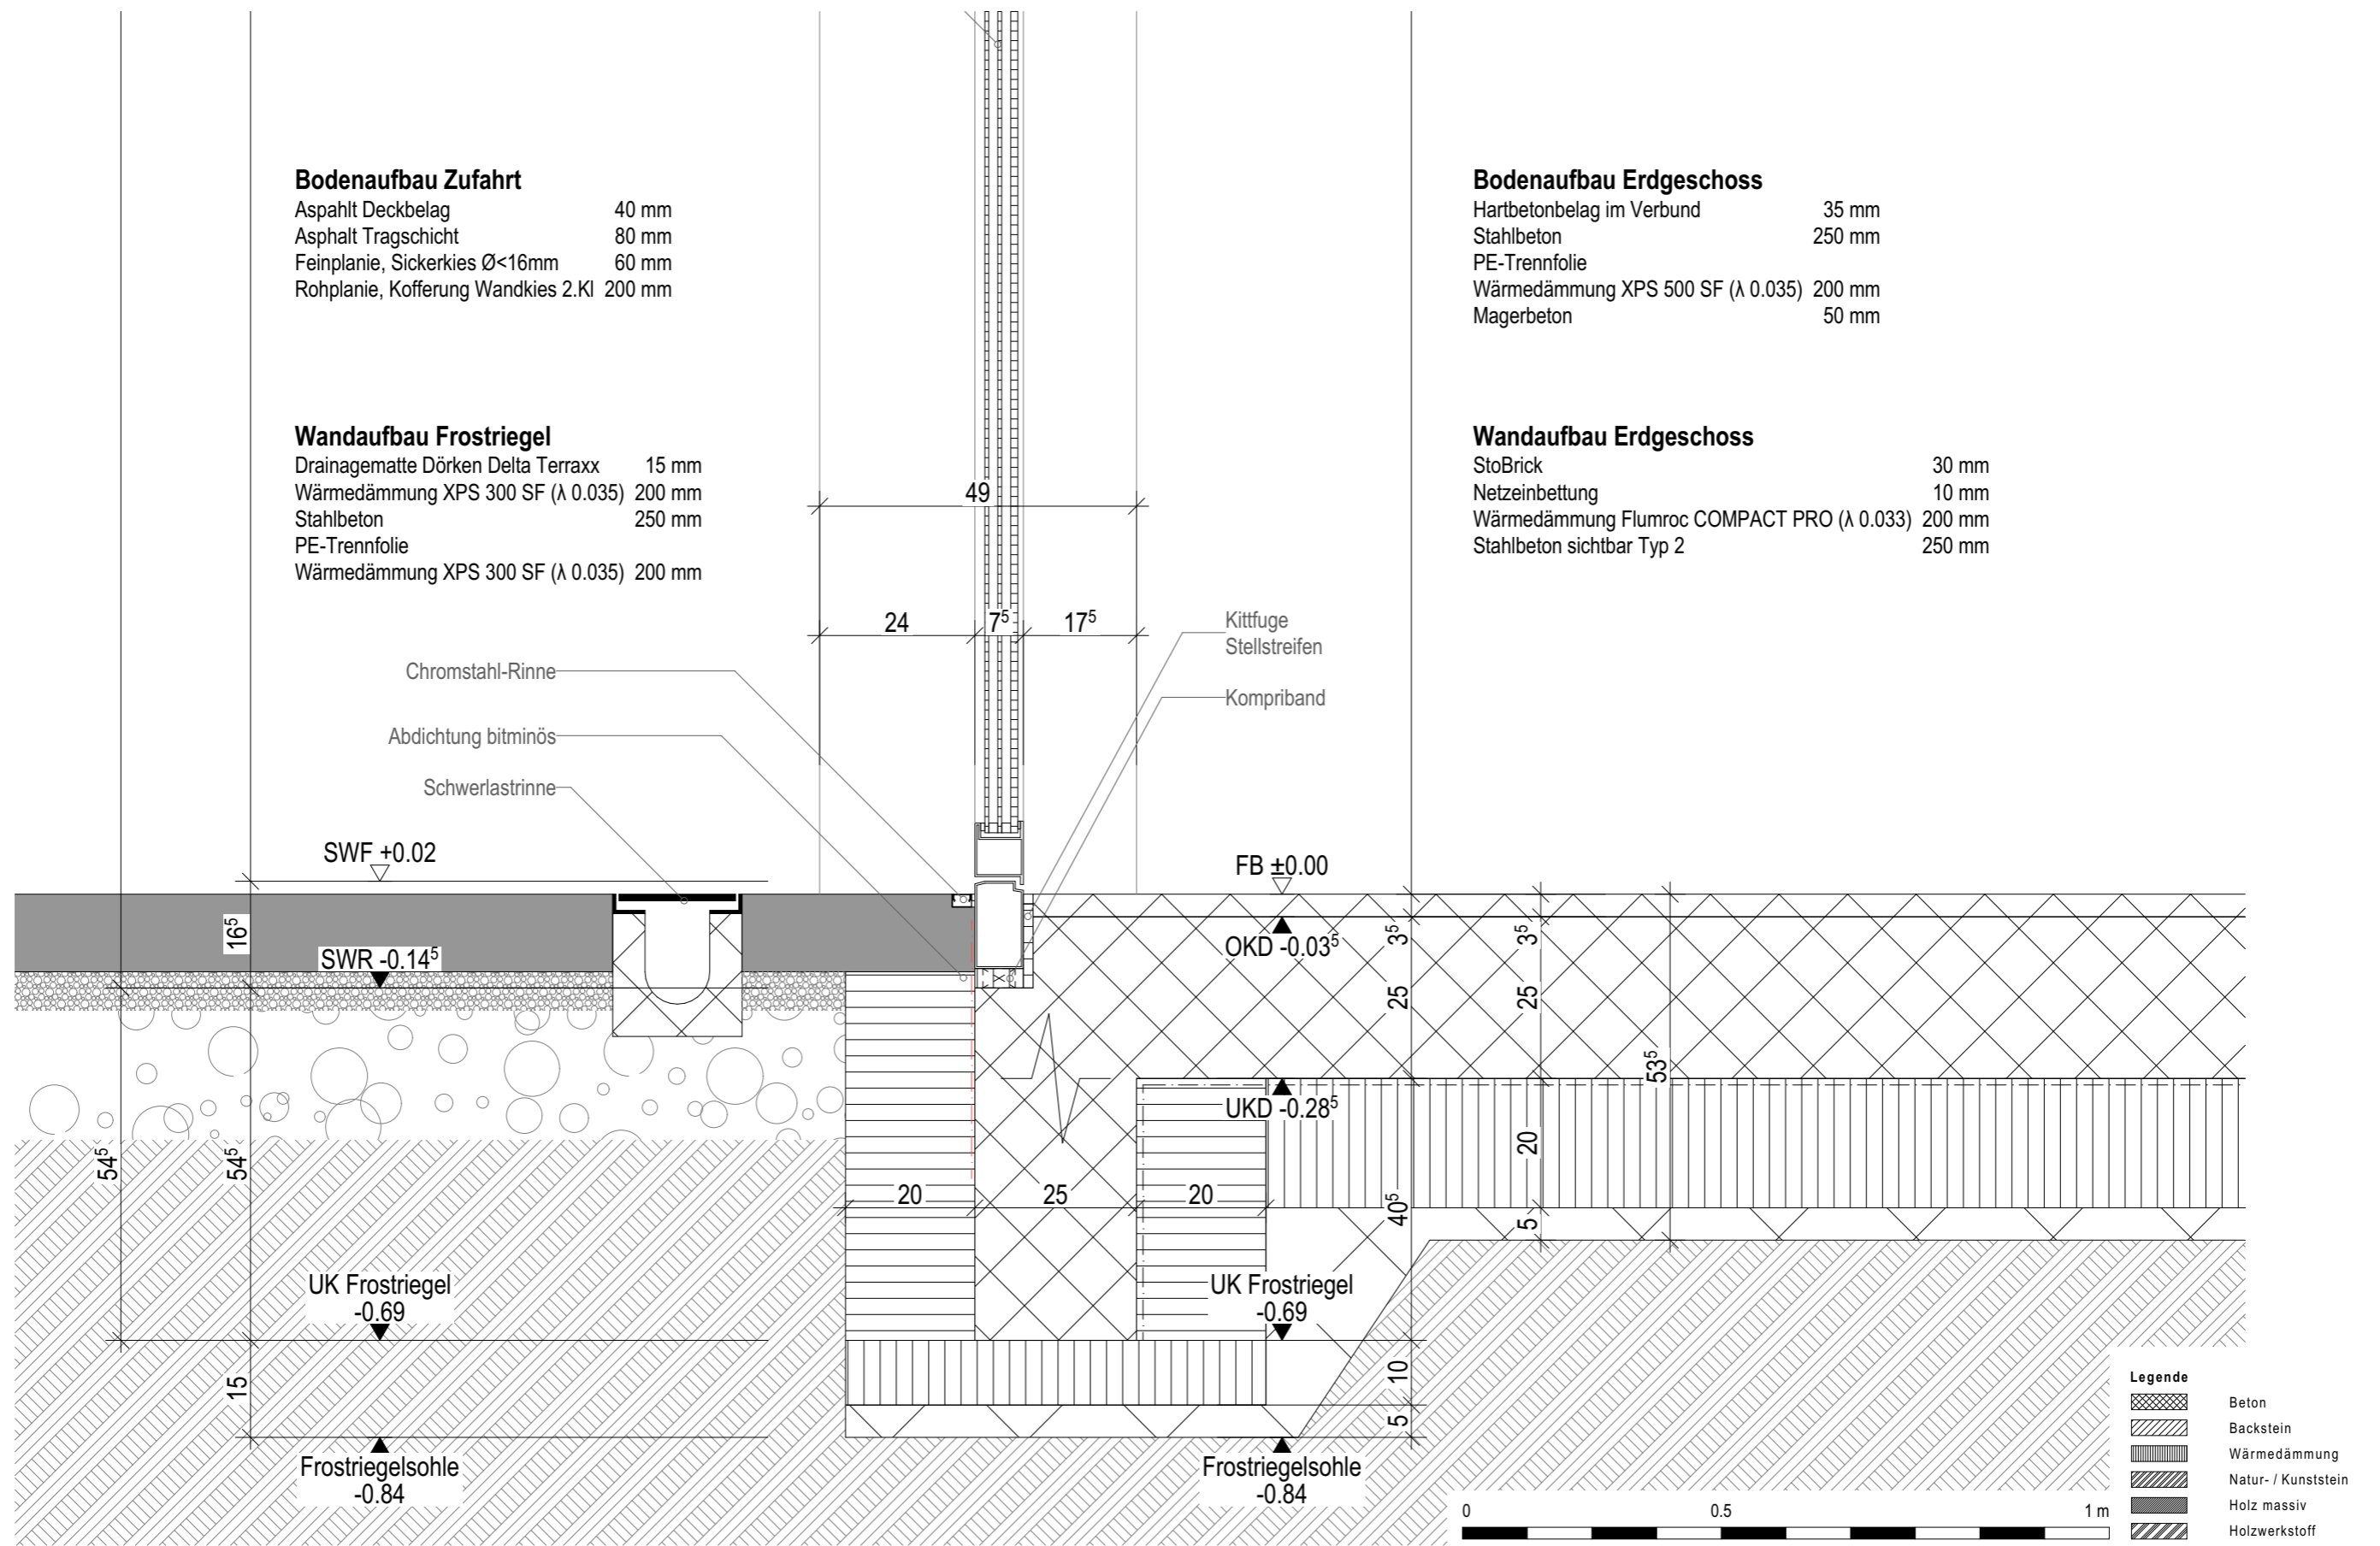 Bodenaufbau Zufahrt
Aspahlt Deckbelag 40 mm
Asphalt Tragschicht 80 mm
Feinplanie, Sickerkies Ø<16mm 60 mm
Rohplanie, Kofferung Wandkies 2.Kl 200 mm
Bodenaufbau Erdgeschoss
Hartbetonbelag im Verbund 35 mm
Stahlbeton 250 mm
PE-Trennfolie
Wärmedämmung XPS 500 SF (λ 0.035) 200 mm
Magerbeton 50 mm
Wandaufbau Frostriegel
Drainagematte Dörken Delta Terraxx 15 mm
Wärmedämmung XPS 300 SF (λ 0.035) 200 mm
Stahlbeton 250 mm
PE-Trennfolie
Wärmedämmung XPS 300 SF (λ 0.035) 200 mm
Wandaufbau Erdgeschoss
StoBrick 30 mm
Netzeinbettung 10 mm
Wärmedämmung Flumroc COMPACT PRO (λ 0.033) 200 mm
Stahlbeton sichtbar Typ 2 250 mm
49
24 7⁵ 17⁵
Kittfuge
Stellstreifen
Kompriband
Chromstahl-Rinne
Abdichtung bitminös
Schwerlastrinne
SWF +0.02
FB ±0.00
16⁵
SWR -0.14⁵
OKD -0.03⁵
3⁵
3⁵
25
25
53⁵
UKD -0.28⁵
54⁵
54⁵
20
20 25 20
40⁵
5
UK Frostriegel
-0.69
UK Frostriegel
-0.69
15
10
5
Frostriegelsohle
-0.84
Frostriegelsohle
-0.84
Legende
Beton
Backstein
Wärmedämmung
Natur- / Kunststein
Holz massiv
Holzwerkstoff
0 0.5 1 m